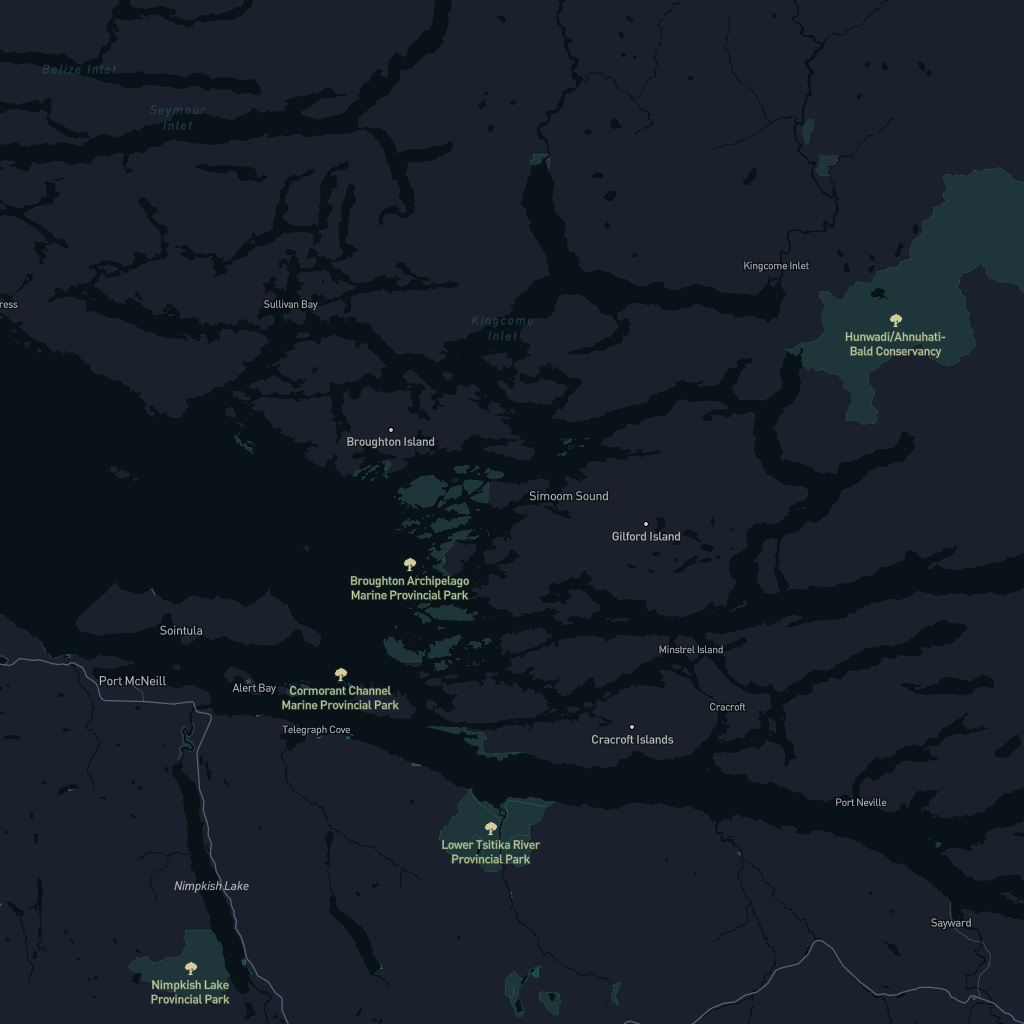 Belize Inlet
Seymour
Inlet
Kingcome Inlet
Sullivan Bay
ress
Kingcome
Inlet
Hunwadi/Ahnuhati-
Bald Conservancy
Broughton Island
Simoom Sound
Gilford Island
Broughton Archipelago
Marine Provincial Park
Sointula
Minstrel Island
Port McNeill
Alert Bay
Cormorant Channel
Marine Provincial Park
Cracroft
Telegraph Cove
Cracroft Islands
Port Neville
Lower Tsitika River
Provincial Park
Nimpkish Lake
Sayward
Nimpkish Lake
Provincial Park